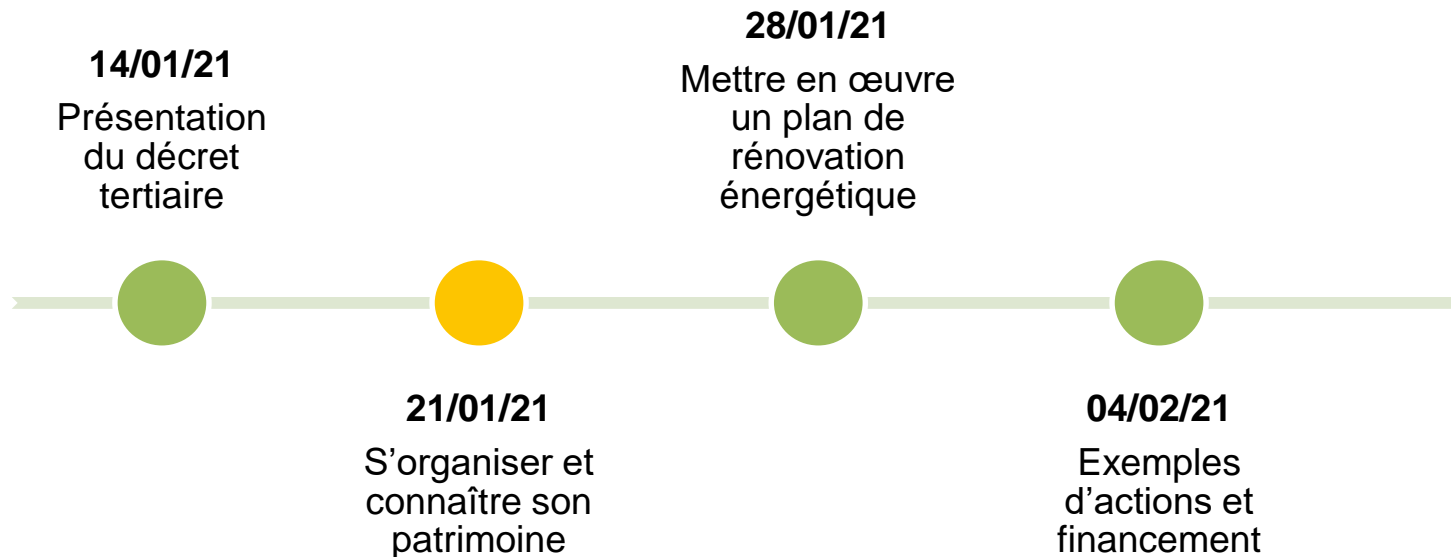 14/01/21
Présentation
du décret
tertiaire
21/01/21
S’organiser et
connaître son
patrimoine
28/01/21
Mettre en œuvre
un plan de
rénovation
énergétique
04/02/21
Exemples
d’actions et
financement